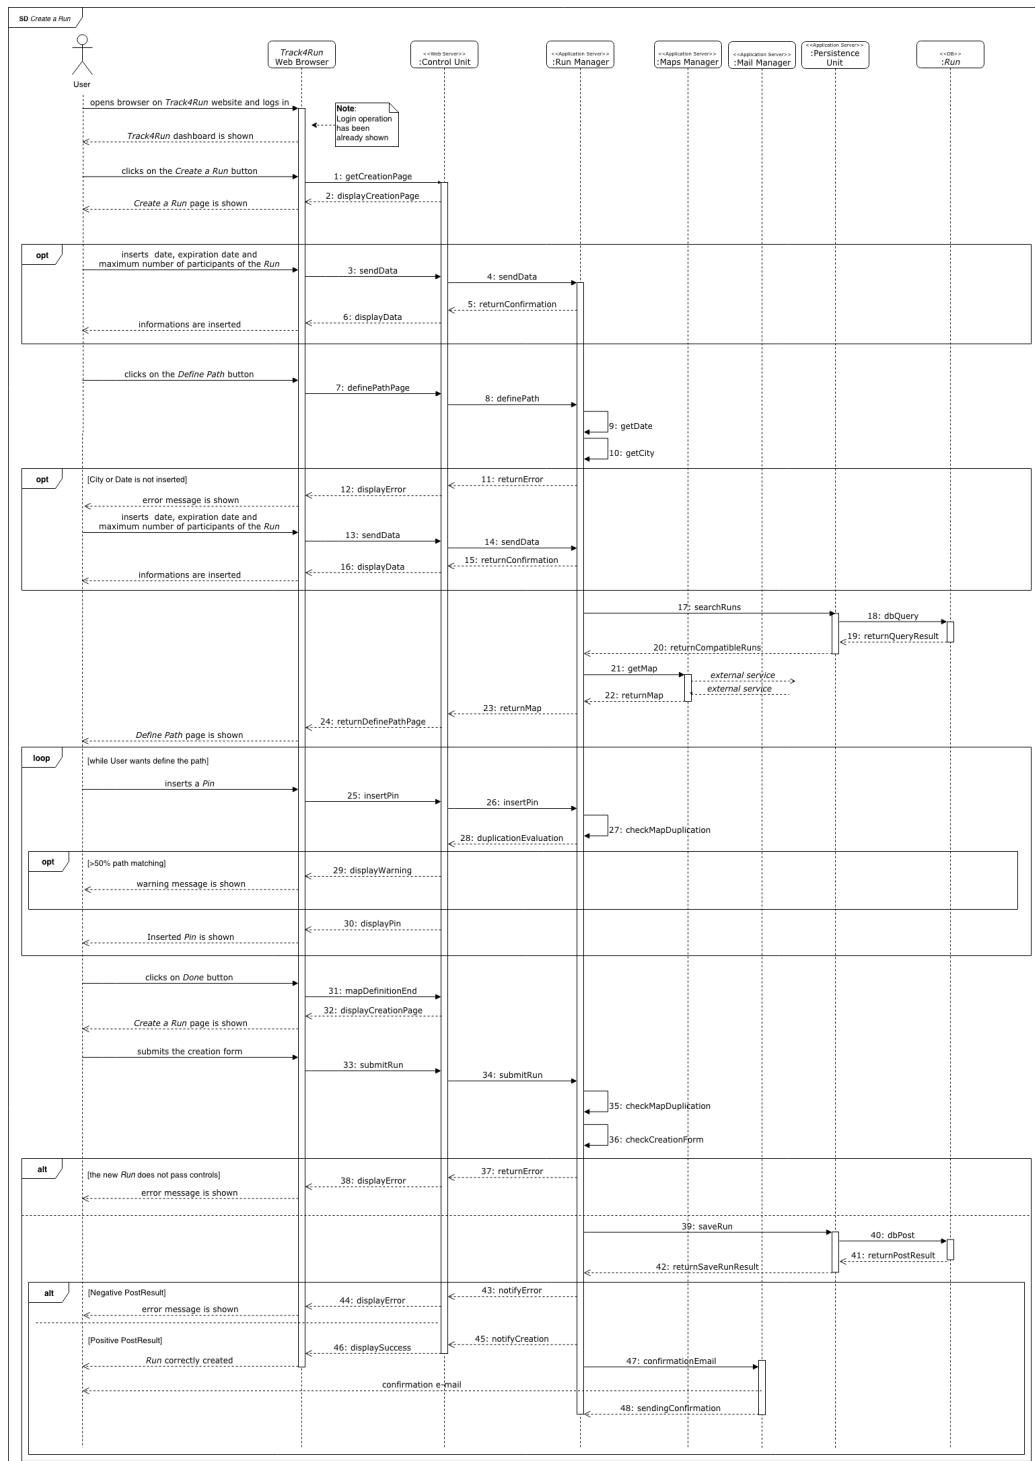 SD Create a Run
User
Track4Run
Web Browser
<<Web Server>>
:Control Unit
<<Application Server>>
:Run Manager
<<Application Server>>
:Maps Manager
<<Application Server>>
:Mail Manager
<<Application Server>>
:Persistence
Unit
<<DB>>
:Run
opens browser on Track4Run website and logs in
Note:
Login operation
has been
already shown
Track4Run dashboard is shown
clicks on the Create a Run button
1: getCreationPage
2: displayCreationPage
Create a Run page is shown
opt
inserts date, expiration date and
maximum number of participants of the Run
3: sendData
4: sendData
5: returnConfirmation
6: displayData
informations are inserted
clicks on the Define Path button
7: definePathPage
8: definePath
9: getDate
10: getCity
opt
[City or Date is not inserted]
11: returnError
12: displayError
error message is shown
inserts date, expiration date and
maximum number of participants of the Run
13: sendData
14: sendData
15: returnConfirmation
16: displayData
informations are inserted
17: searchRuns
18: dbQuery
19: returnQueryResult
20: returnCompatibleRuns
21: getMap
external service
external service
22: returnMap
23: returnMap
24: returnDefinePathPage
Define Path page is shown
loop
[while User wants define the path]
inserts a Pin
25: insertPin
26: insertPin
27: checkMapDuplication
28: duplicationEvaluation
opt
[>50% path matching]
29: displayWarning
warning message is shown
30: displayPin
Inserted Pin is shown
clicks on Done button
31: mapDefinitionEnd
32: displayCreationPage
Create a Run page is shown
submits the creation form
33: submitRun
34: submitRun
35: checkMapDuplication
36: checkCreationForm
alt
[the new Run does not pass controls]
37: returnError
38: displayError
error message is shown
39: saveRun
40: dbPost
41: returnPostResult
42: returnSaveRunResult
alt
[Negative PostResult]
43: notifyError
44: displayError
error message is shown
[Positive PostResult]
45: notifyCreation
46: displaySuccess
Run correctly created
47: confirmationEmail
confirmation e-mail
48: sendingConfirmation